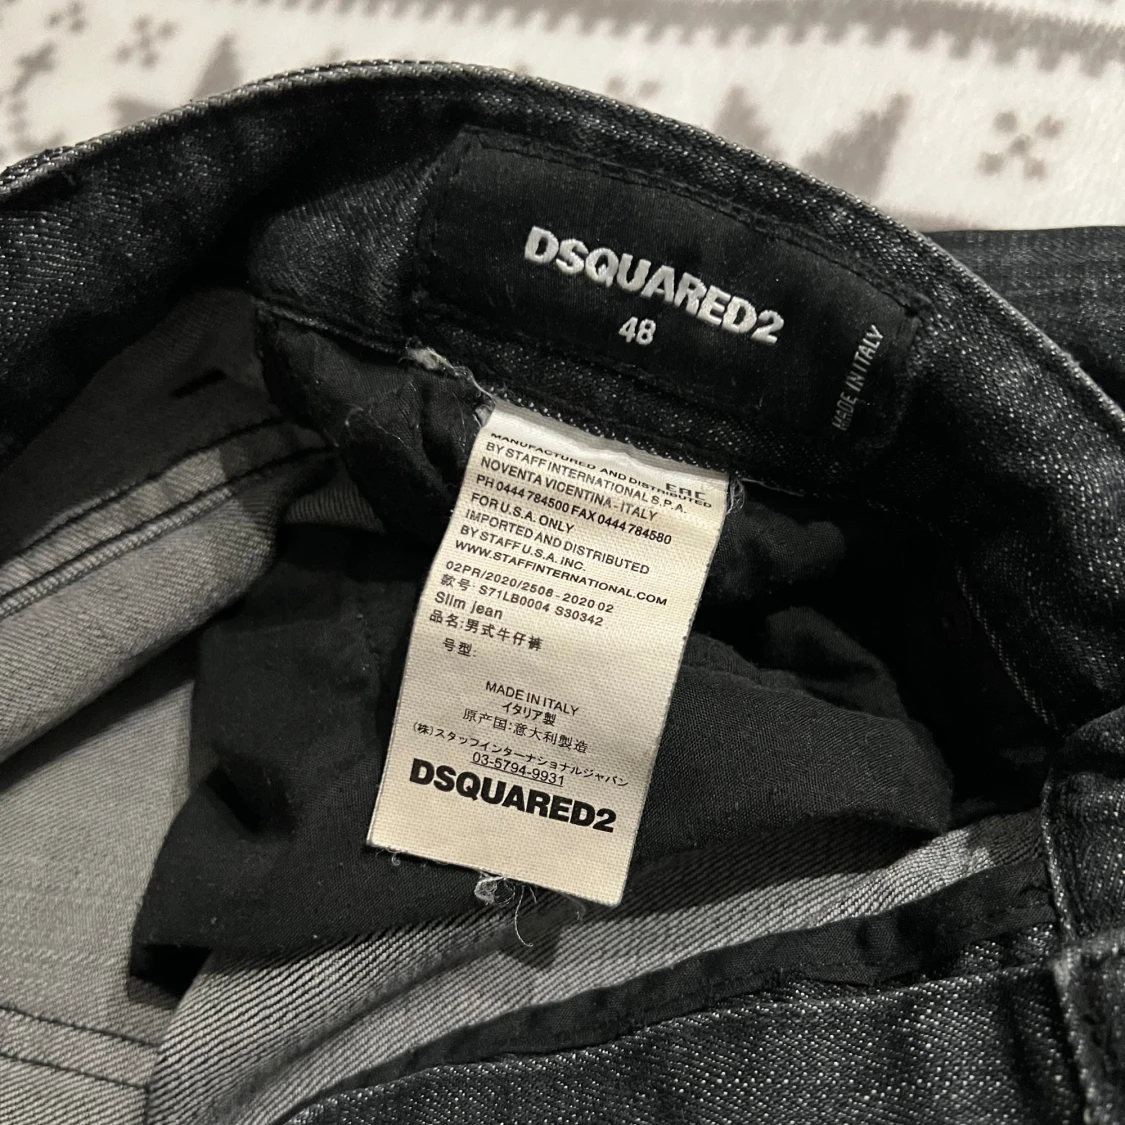 DSQUARED2
48
MADE IN ITALY
MANUFACTURED AND DISTRIBUTED
EAC
BY STAFF INTERNATIONAL S.P.A.
NOVENTA VICENTINA - ITALY
PH 0444 784500 FAX 0444 784580
FOR U.S.A. ONLY
IMPORTED AND DISTRIBUTED
BY STAFF U.S.A. INC.
WWW.STAFFINTERNATIONAL.COM
02PR/2020/2508 - 2020 02
款号: S71LB0004 S30342
Slim jean
品名:男式牛仔裤
号型:
MADE IN ITALY
イタリア製
原产国:意大利製造
(株)スタッフインターナショナルジャパン
03-5794-9931
DSQUARED2